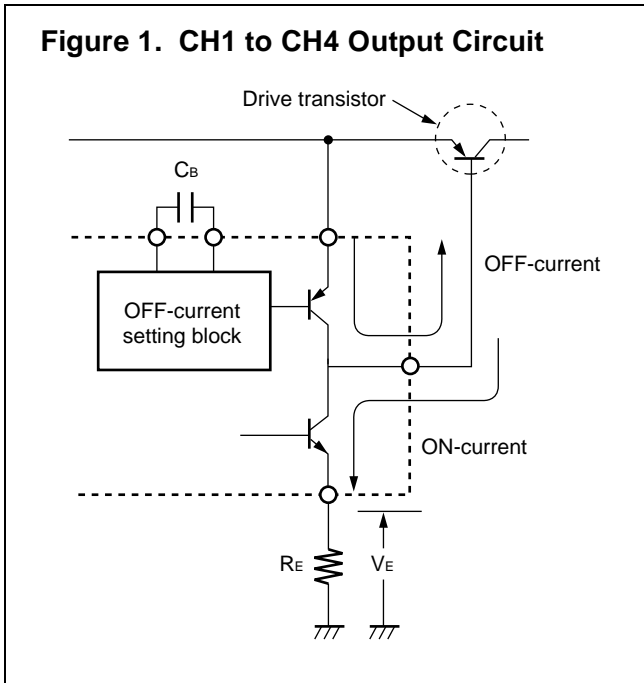 Figure 1. CH1 to CH4 Output Circuit
Drive transistor
CB
OFF-current
OFF-current
setting block
ON-current
RE
VE